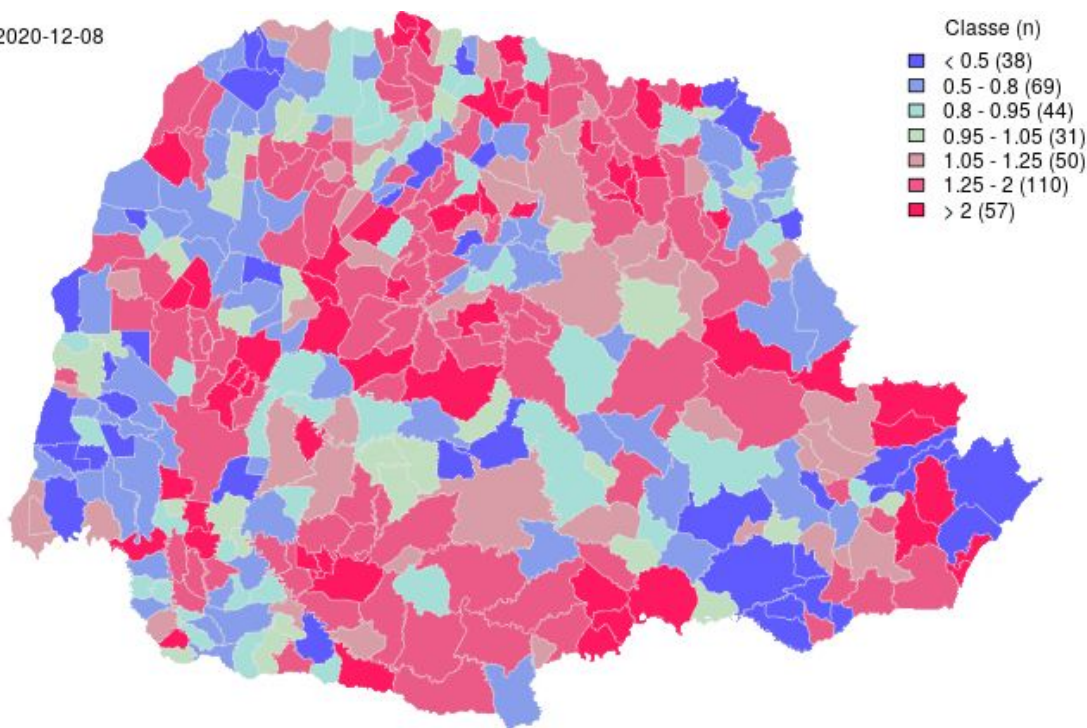 2020-12-08
Classe (n)
< 0.5 (38)
0.5 - 0.8 (69)
0.8 - 0.95 (44)
0.95 - 1.05 (31)
1.05 - 1.25 (50)
1.25 - 2 (110)
> 2 (57)